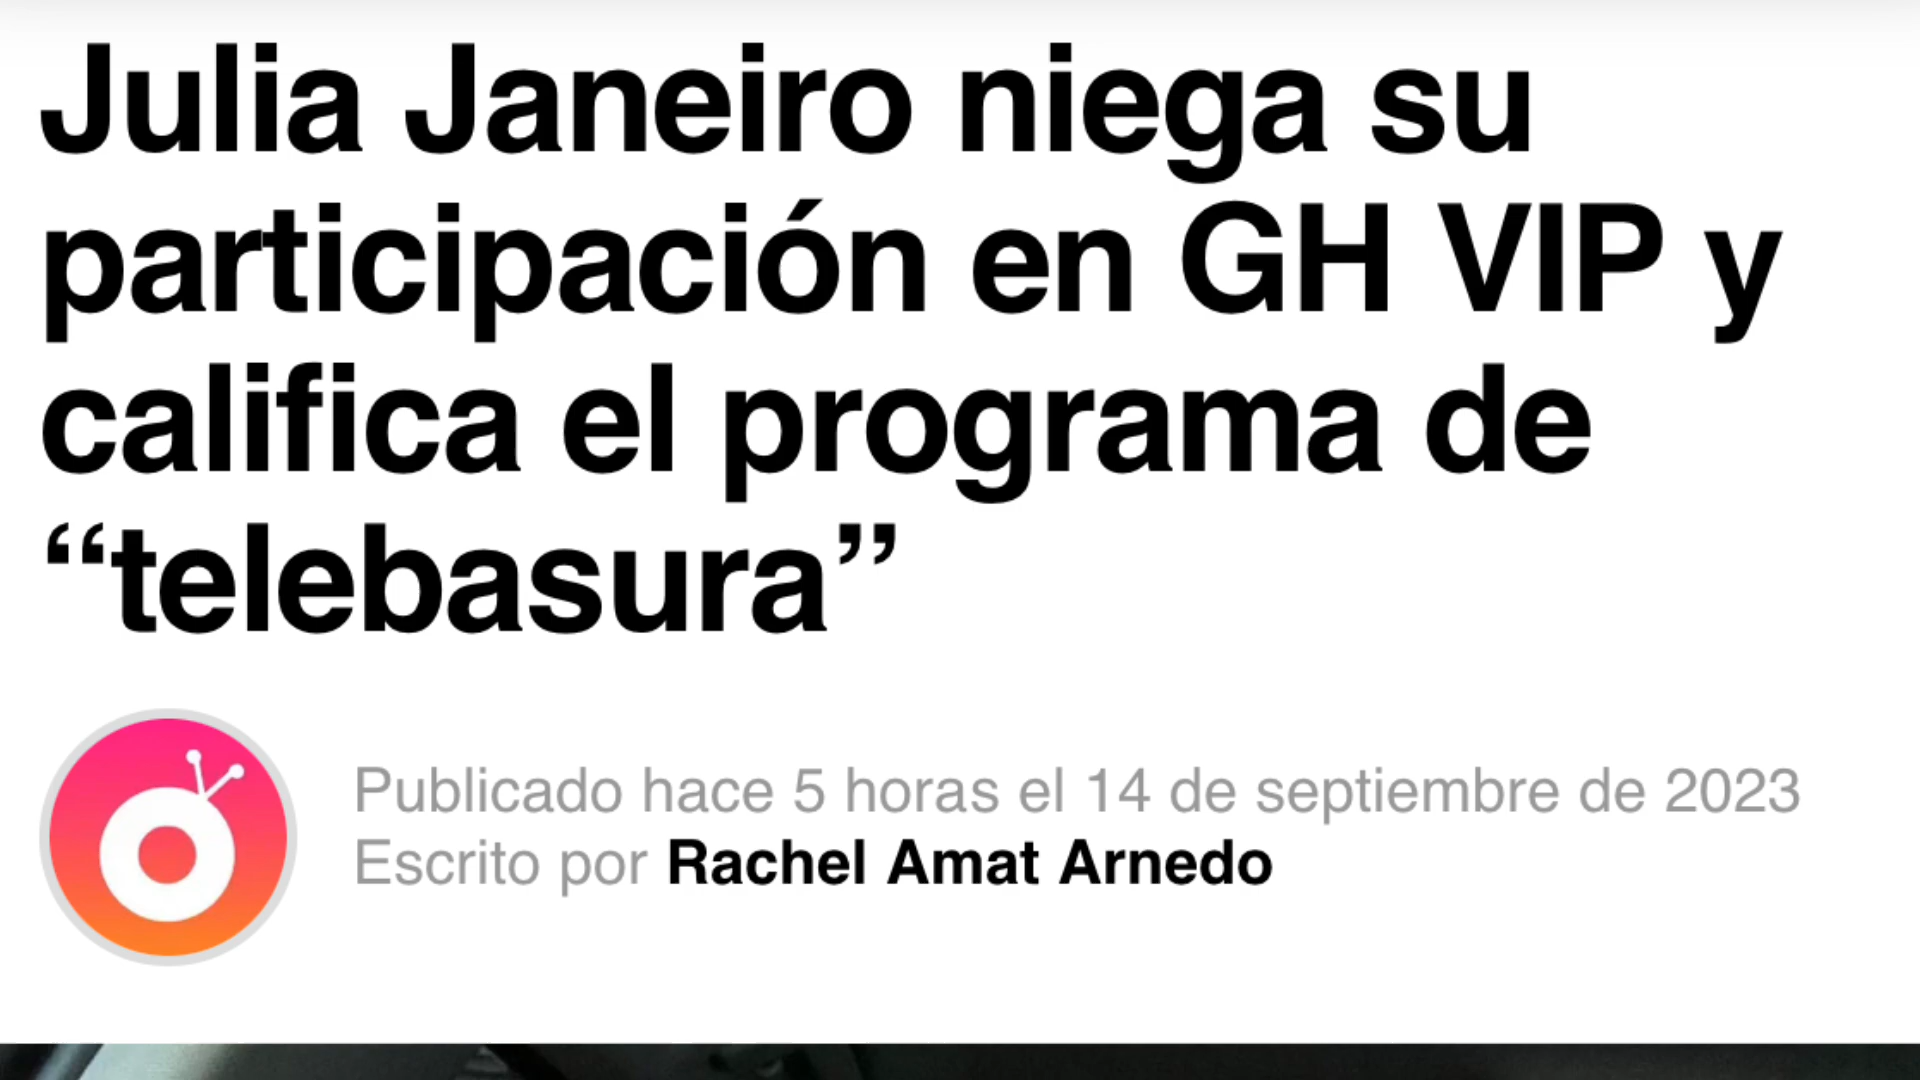 Julia Janeiro niega su
participación en GH VIP y
califica el programa de
“telebasura”
Publicado hace 5 horas el 14 de septiembre de 2023
Escrito por Rachel Amat Arnedo